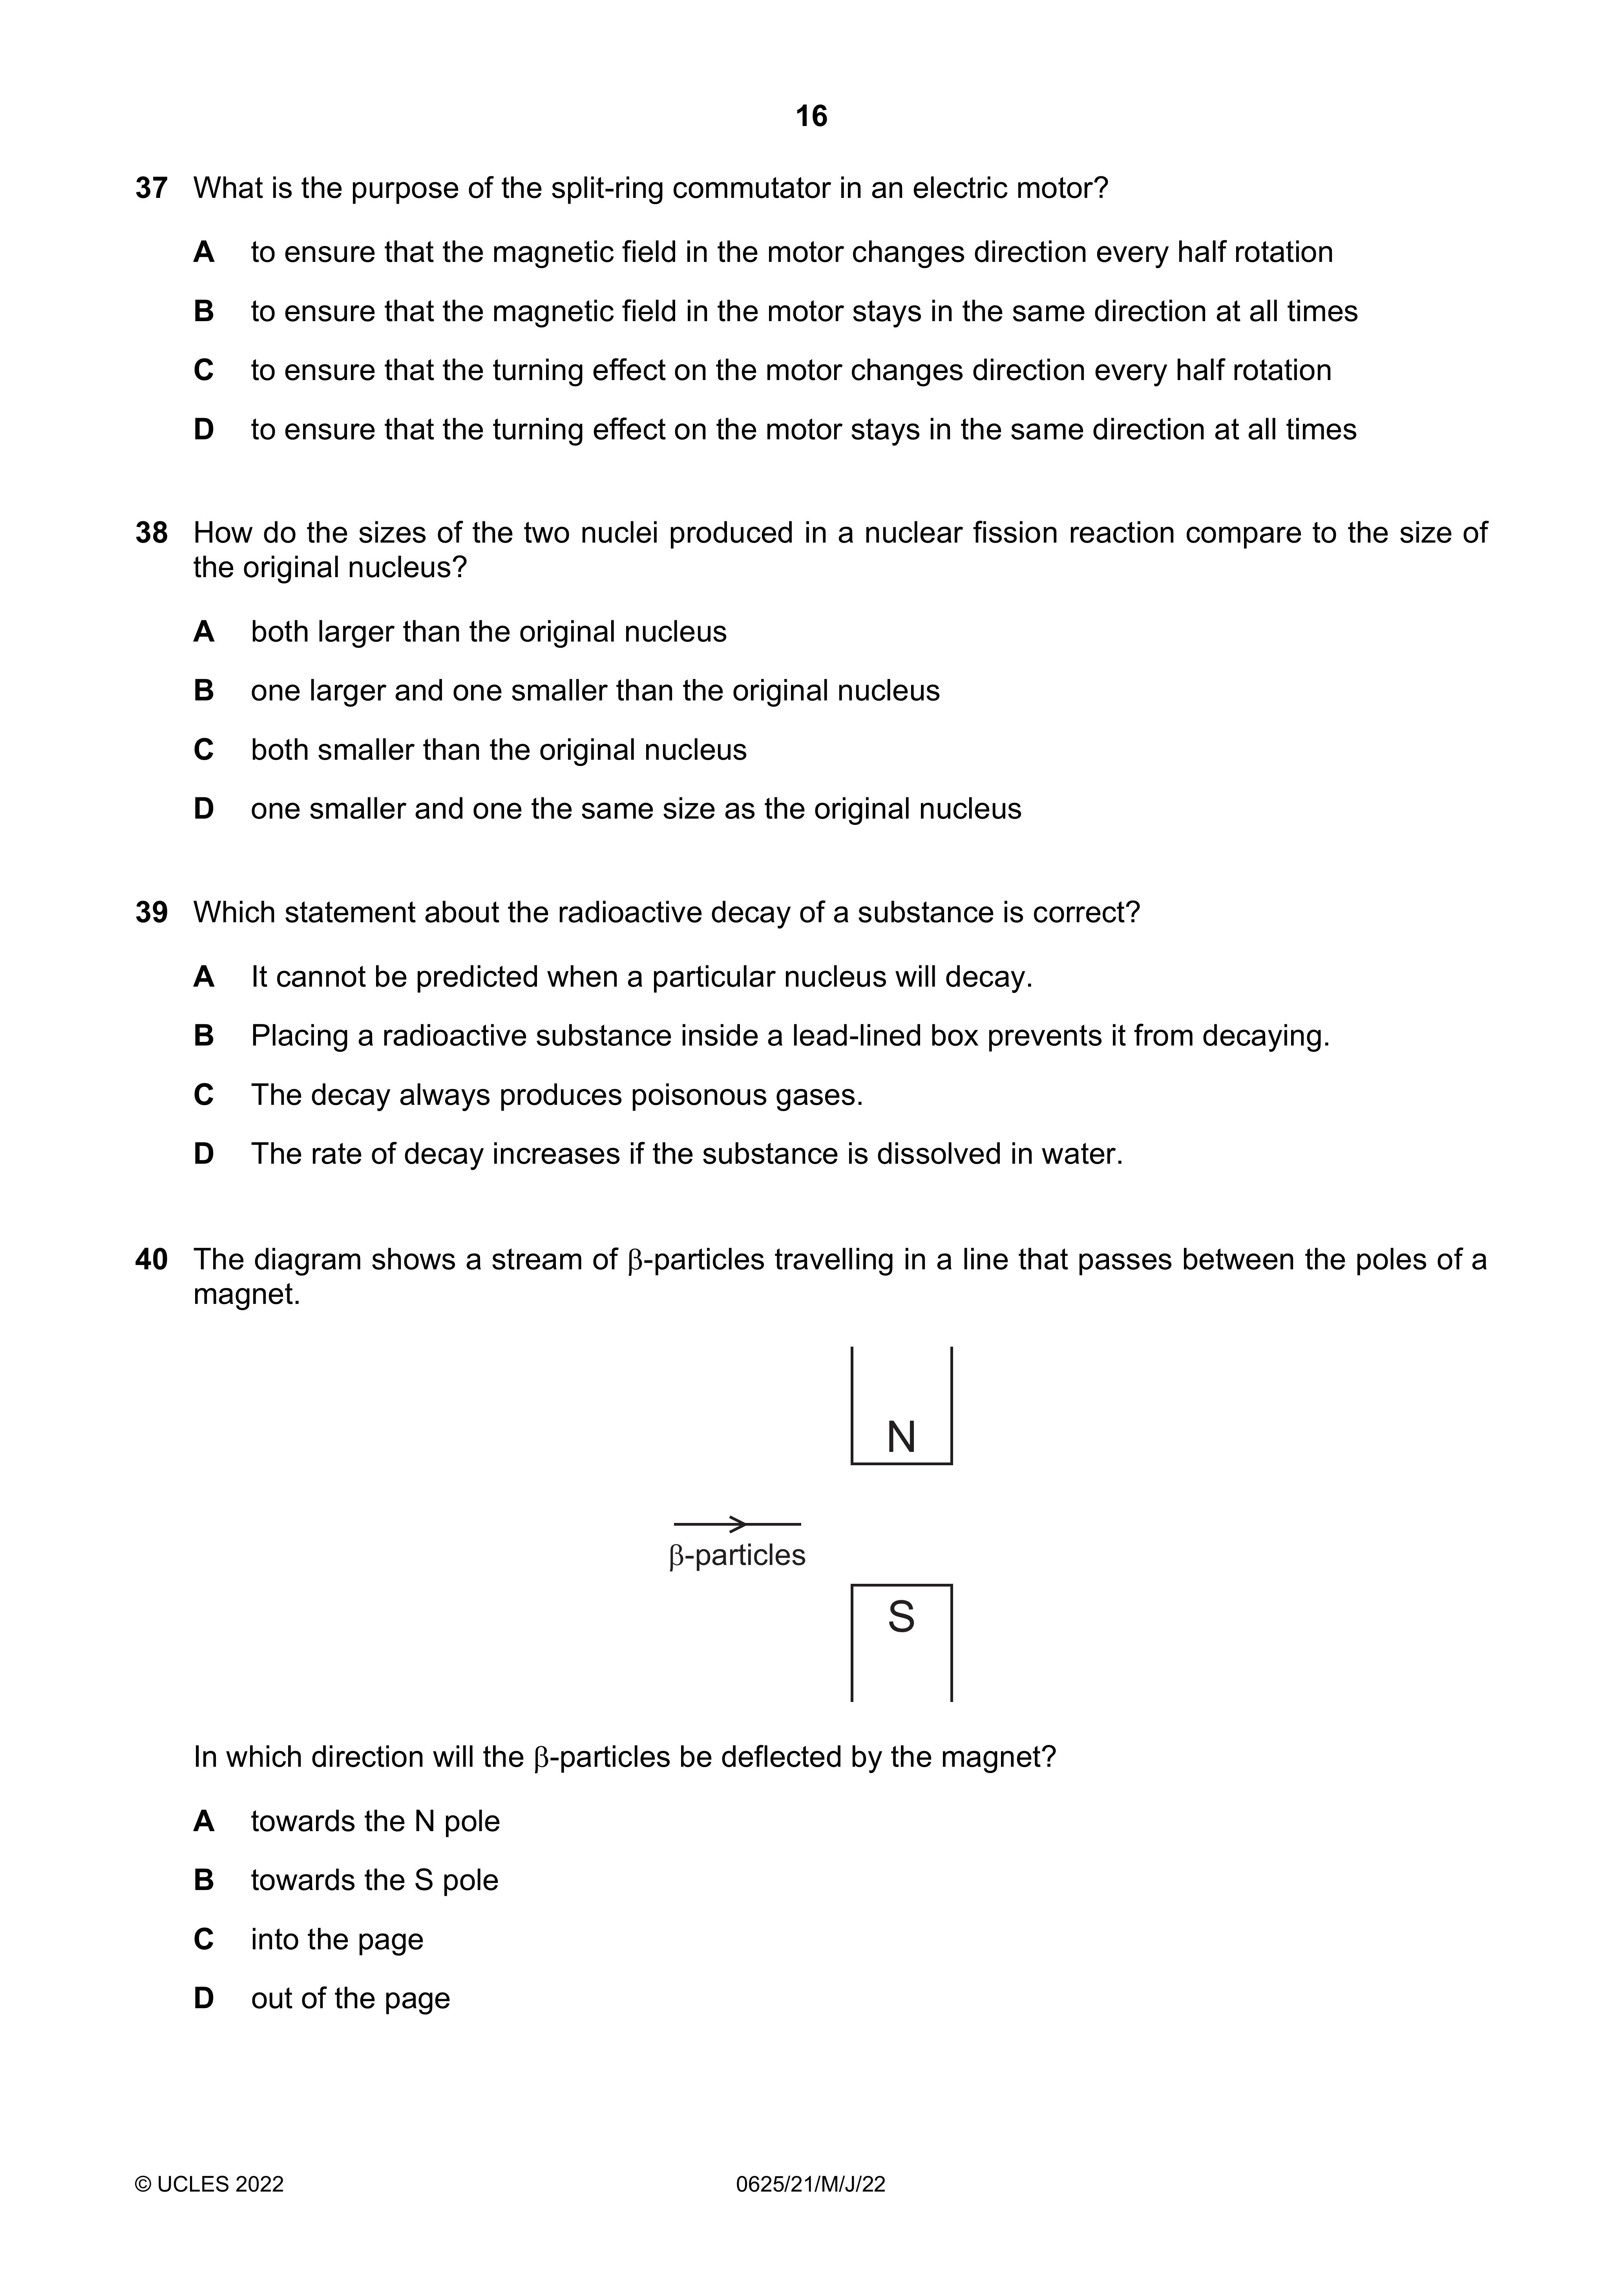 16
37 What is the purpose of the split-ring commutator in an electric motor?
A to ensure that the magnetic field in the motor changes direction every half rotation
B to ensure that the magnetic field in the motor stays in the same direction at all times
C to ensure that the turning effect on the motor changes direction every half rotation
D to ensure that the turning effect on the motor stays in the same direction at all times
38 How do the sizes of the two nuclei produced in a nuclear fission reaction compare to the size of
the original nucleus?
A both larger than the original nucleus
B one larger and one smaller than the original nucleus
C both smaller than the original nucleus
D one smaller and one the same size as the original nucleus
39 Which statement about the radioactive decay of a substance is correct?
A It cannot be predicted when a particular nucleus will decay.
B Placing a radioactive substance inside a lead-lined box prevents it from decaying.
C The decay always produces poisonous gases.
D The rate of decay increases if the substance is dissolved in water.
40 The diagram shows a stream of β-particles travelling in a line that passes between the poles of a
magnet.
N
β-particles
S
In which direction will the β-particles be deflected by the magnet?
A towards the N pole
B towards the S pole
C into the page
D out of the page
© UCLES 2022 0625/21/M/J/22